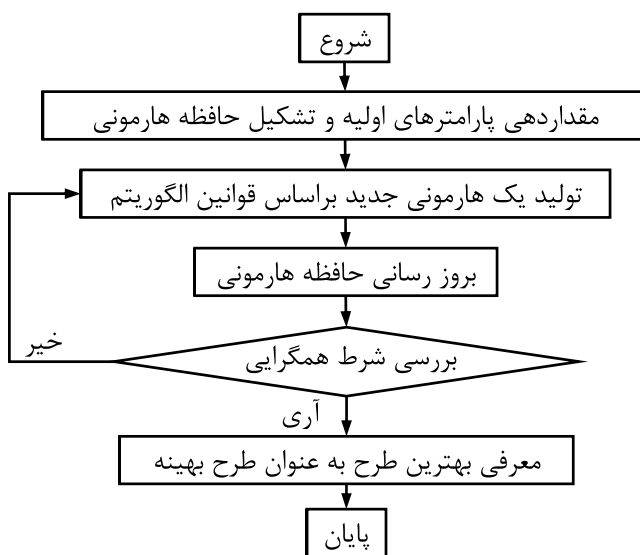 شروع
مقداردهی پارامترهای اولیه و تشکیل حافظه هارمونی
تولید یک هارمونی جدید براساس قوانین الگوریتم
بروز رسانی حافظه هارمونی
بررسی شرط همگرایی
خیر
آری
معرفی بهترین طرح به عنوان طرح بهینه
پایان